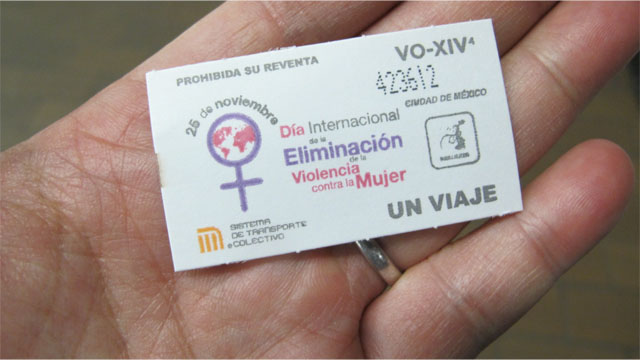 PROHIBIDA SU REVENTA
VO-XIV⁴
423612
CIUDAD DE MÉXICO
25 de noviembre
Día Internacional
de la
Eliminación
de la
Violencia
contra la Mujer
UN VIAJE
SISTEMA
DE TRANSPORTE
COLECTIVO